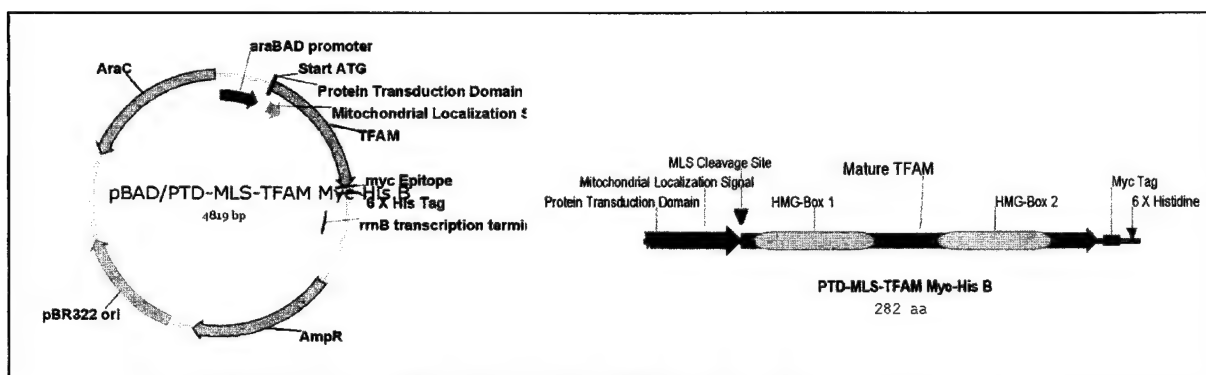 araBAD promoter
AraC
Start ATG
Protein Transduction Domain
Mitochondrial Localization S
TFAM
myc Epitope
pBAD/PTD-MLS-TFAM Myc-His B
6 X His Tag
4819 bp
rrnB transcription termi
pBR322 ori
AmpR
MLS Cleavage Site
Mature TFAM
Mitochondrial Localization Signal
Myc Tag
Protein Transduction Domain
HMG-Box 1
HMG-Box 2
6 X Histidine
PTD-MLS-TFAM Myo-His B
282 aa